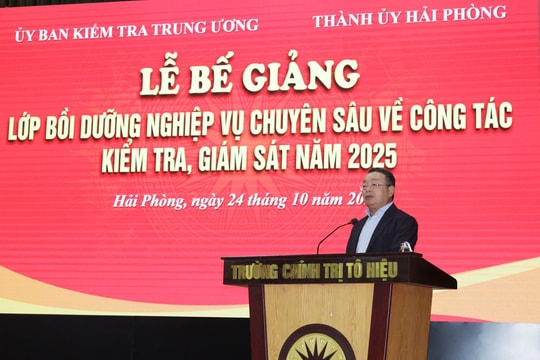 ỦY BAN KIỂM TRA TRUNG ƯƠNG
THÀNH ỦY HẢI PHÒNG
LỄ BẾ GIẢNG
LỚP BỒI DƯỠNG NGHIỆP VỤ CHUYÊN SÂU VỀ CÔNG TÁC
KIỂM TRA, GIÁM SÁT NĂM 2025
Hải Phòng, ngày 24 tháng 10 năm
TRƯỜNG CHÍNH TRỊ TÔ HIỆU